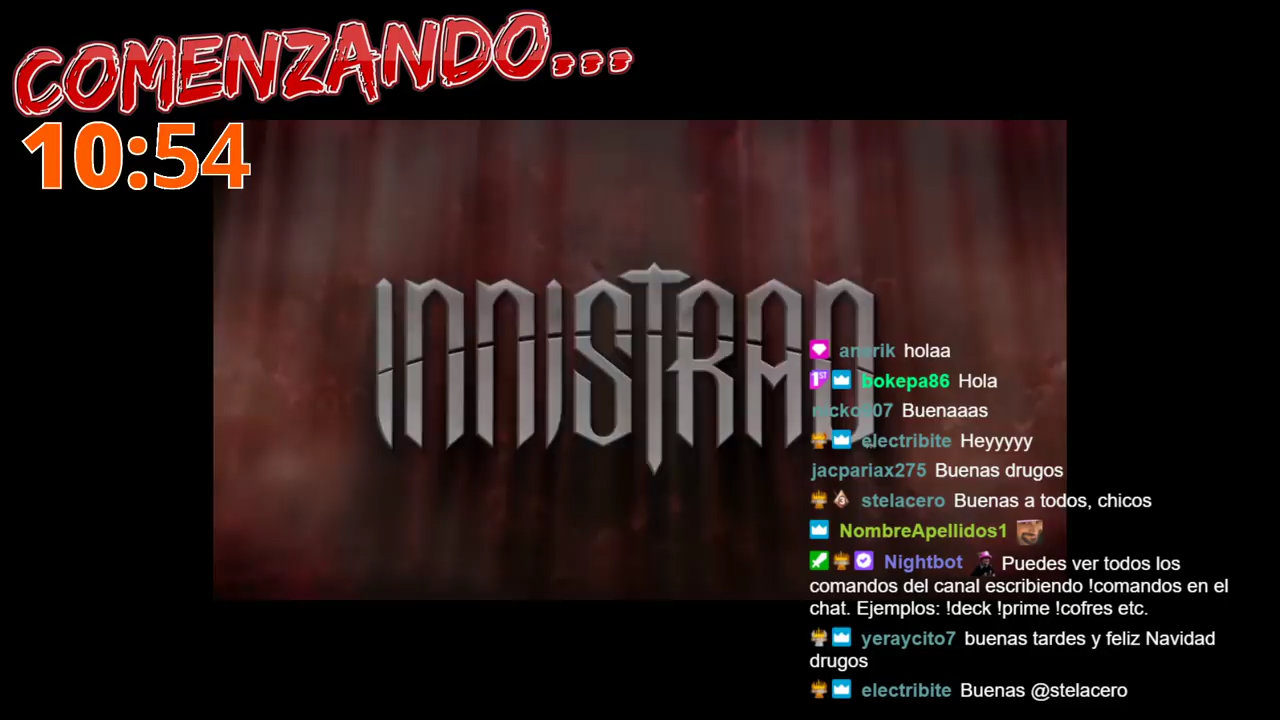 COMENZANDO...
10:54
INNISTRAD
holaa
bokepa86 Hola
Buenaaas
electribite Heyyyyy
jacpariax275 Buenas drugos
stelacero Buenas a todos, chicos
NombreApellidos1
Nightbot Puedes ver todos los
comandos del canal escribiendo !comandos en el
chat. Ejemplos: !deck !prime !cofres etc.
yeraycito7 buenas tardes y feliz Navidad
drugos
electribite Buenas @stelacero